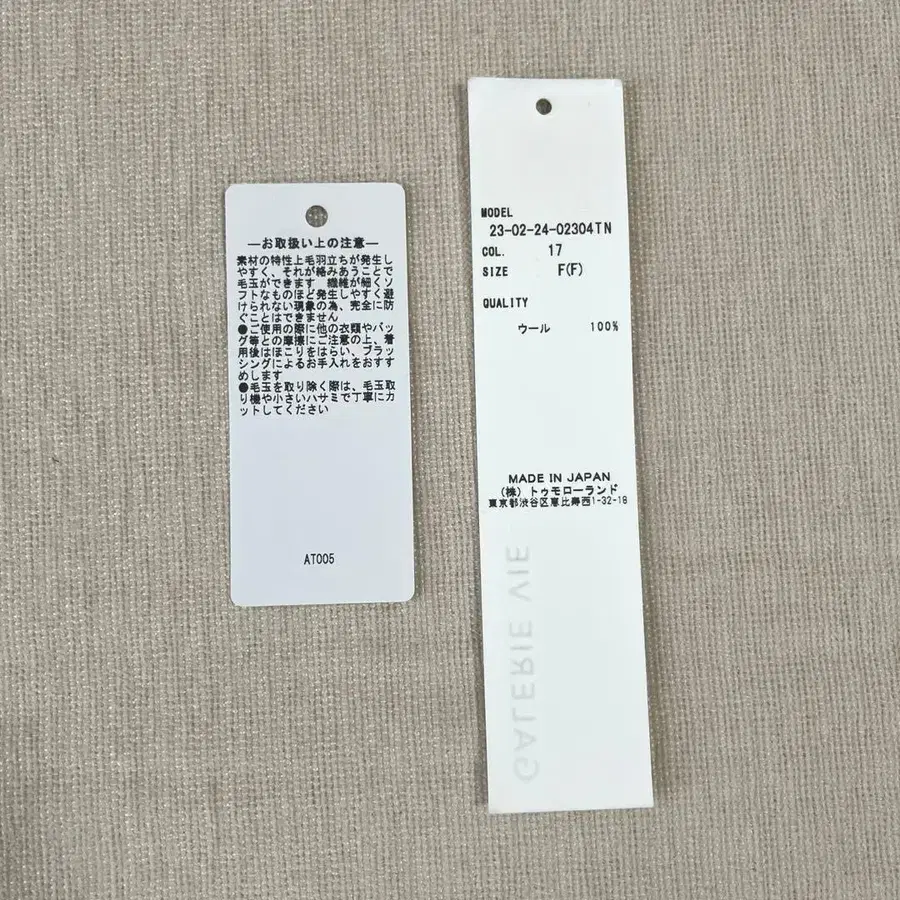 —お取扱い上の注意—
素材の特性上毛羽立ちが発生し
やすく、それが絡みあうことで
毛玉ができます　繊維が細くソ
フトなものほど発生しやすく避
けられない現象の為、完全に防
ぐことはできません
●ご使用の際に他の衣類やバッ
グ等との摩擦にご注意の上、着
用後はほこりをはらい、ブラッ
シングによるお手入れをおすす
めします
●毛玉を取り除く際は、毛玉取
り機や小さいハサミで丁寧にカ
ットしてください
AT005
MODEL
23-02-24-02304TN
COL. 17
SIZE F(F)
QUALITY
ウール 100%
MADE IN JAPAN
(株)トゥモローランド
東京都渋谷区恵比寿西1-32-18
GALERIE VIE